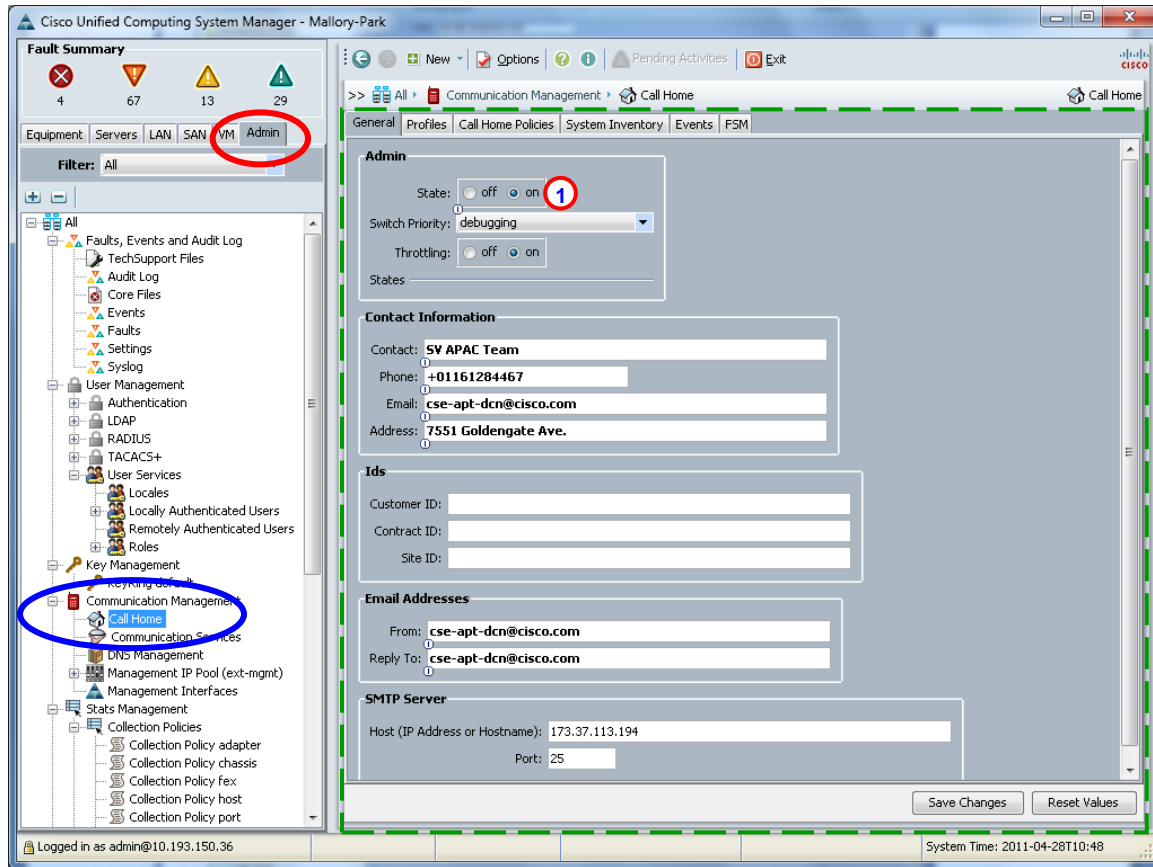 Cisco Unified Computing System Manager - Mallory-Park
Fault Summary
4 67 13 29
Equipment Servers LAN SAN VM Admin
Filter: All
All
Faults, Events and Audit Log
TechSupport Files
Audit Log
Core Files
Events
Faults
Settings
Syslog
User Management
Authentication
LDAP
RADIUS
TACACS+
User Services
Locales
Locally Authenticated Users
Remotely Authenticated Users
Roles
Key Management
KeyRing default
Communication Management
Call Home
Communication Services
DNS Management
Management IP Pool (ext-mgmt)
Management Interfaces
Stats Management
Collection Policies
Collection Policy adapter
Collection Policy chassis
Collection Policy fex
Collection Policy host
Collection Policy port
New Options Pending Activities Exit
CISCO
>> All Communication Management Call Home Call Home
General Profiles Call Home Policies System Inventory Events FSM
Admin
State: off on 1
Switch Priority: debugging
Throttling: off on
States
Contact Information
Contact: SV APAC Team
Phone: +01161284467
Email: cse-apt-dcn@cisco.com
Address: 7551 Goldengate Ave.
Ids
Customer ID:
Contract ID:
Site ID:
Email Addresses
From: cse-apt-dcn@cisco.com
Reply To: cse-apt-dcn@cisco.com
SMTP Server
Host (IP Address or Hostname): 173.37.113.194
Port: 25
Save Changes Reset Values
Logged in as admin@10.193.150.36
System Time: 2011-04-28T10:48